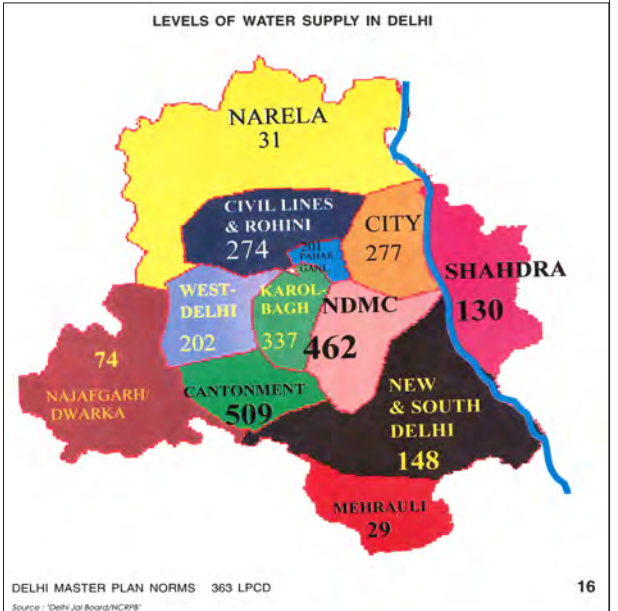 LEVELS OF WATER SUPPLY IN DELHI
NARELA
31
CIVIL LINES
& ROHINI
274
CITY
277
201
PAHAR
GANJ
SHAHDRA
130
WEST-
DELHI
202
KAROL-
BAGH
337
NDMC
462
74
NAJAFGARH/
DWARKA
CANTONMENT
509
NEW
& SOUTH
DELHI
148
MEHRAULI
29
DELHI MASTER PLAN NORMS 363 LPCD
16
Source : 'Delhi Jal Board/NCRPB'